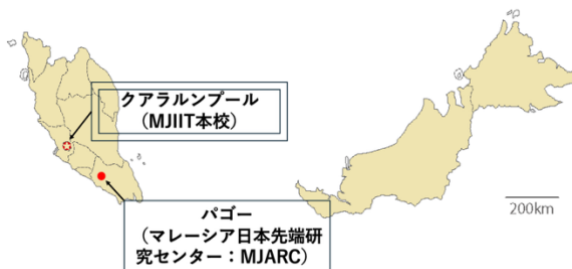 クアラルンプール
（MJIIT本校）
パゴー
（マレーシア日本先端研
究センター：MJARC）
200km